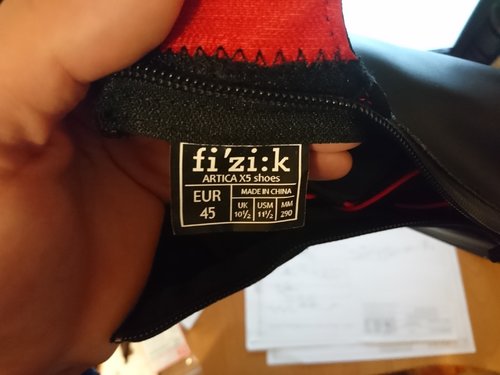 fi'zi:k
ARTICA X5 shoes
EUR 45
MADE IN CHINA
UK 10½
USM 11½
MM 290